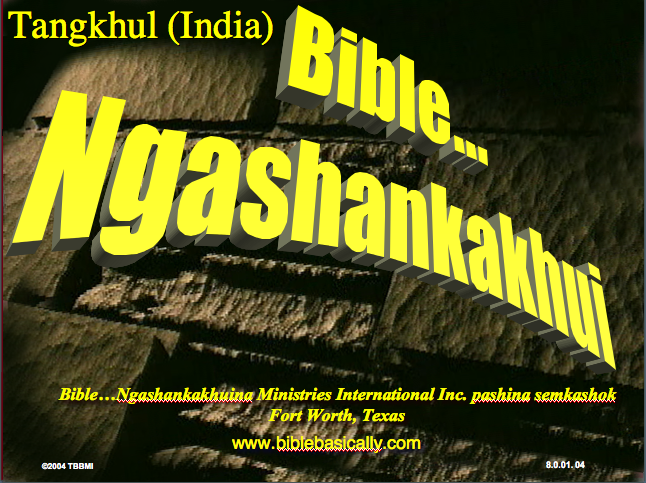 Tangkhul (India)
Bible...
Ngashankakhui
Bible…Ngashankakhuina Ministries International Inc. pashina semkashok
Fort Worth, Texas
www.biblebasically.com
©2004 TBBMI
8.0.01. 04